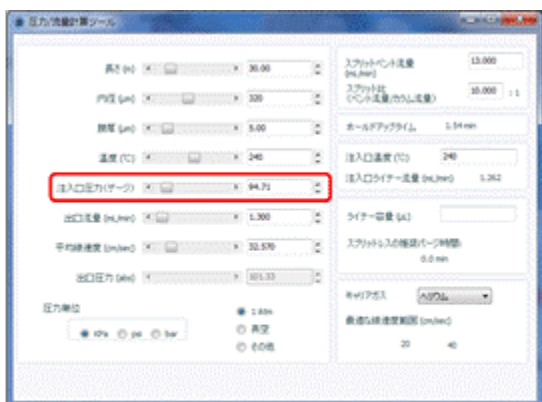 圧力/流量計算ツール
長さ (m) 30.00
内径 (μm) 320
膜厚 (μm) 5.00
温度 (℃) 240
注入口圧力(ゲージ) 94.71
出口流量 (mL/min) 1.300
平均線速度 (cm/sec) 32.570
出口圧力 (abs) 101.33
圧力単位
kPa psi bar
1 Atm
真空
その他
スプリットベント流量 13.000
(mL/min)
スプリット比 10.000 : 1
(ベント流量/カラム流量)
ホールドアップタイム 1.54 min
注入口温度 (℃) 240
注入口ライナー流量 (mL/min) 1.262
ライナー容量 (μL)
スプリットレスの推奨パージ時間:
0.0 min
キャリアガス ヘリウム
最適な線速度範囲 (cm/sec)
20 40